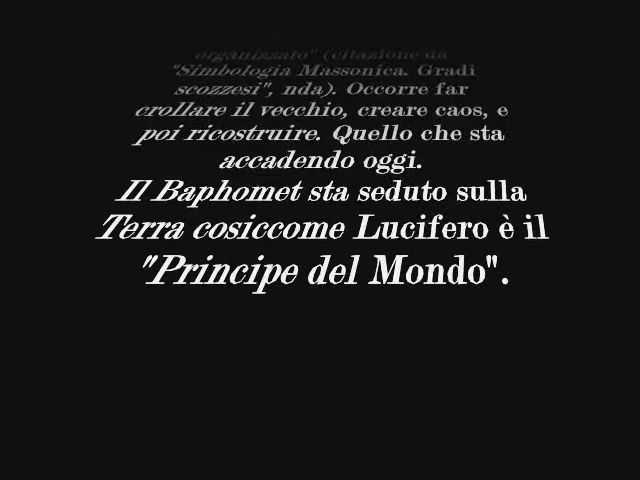 organizzato" (citazione da
"Simbologia Massonica. Gradi
scozzesi", nda). Occorre far
crollare il vecchio, creare caos, e
poi ricostruire. Quello che sta
accadendo oggi.
Il Baphomet sta seduto sulla
Terra cosiccome Lucifero è il
"Principe del Mondo".